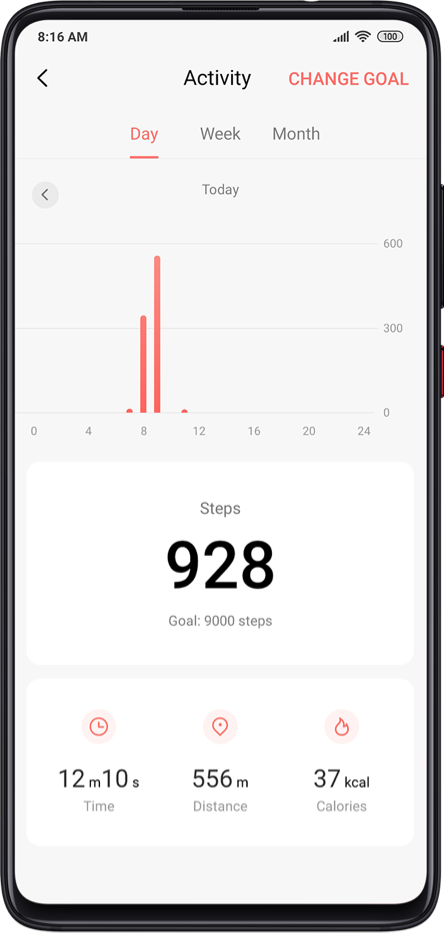 8:16 AM 100
Activity CHANGE GOAL
Day Week Month
Today
600
300
0
0 4 8 12 16 20 24
Steps
928
Goal: 9000 steps
12 m 10 s 556 m 37 kcal
Time Distance Calories